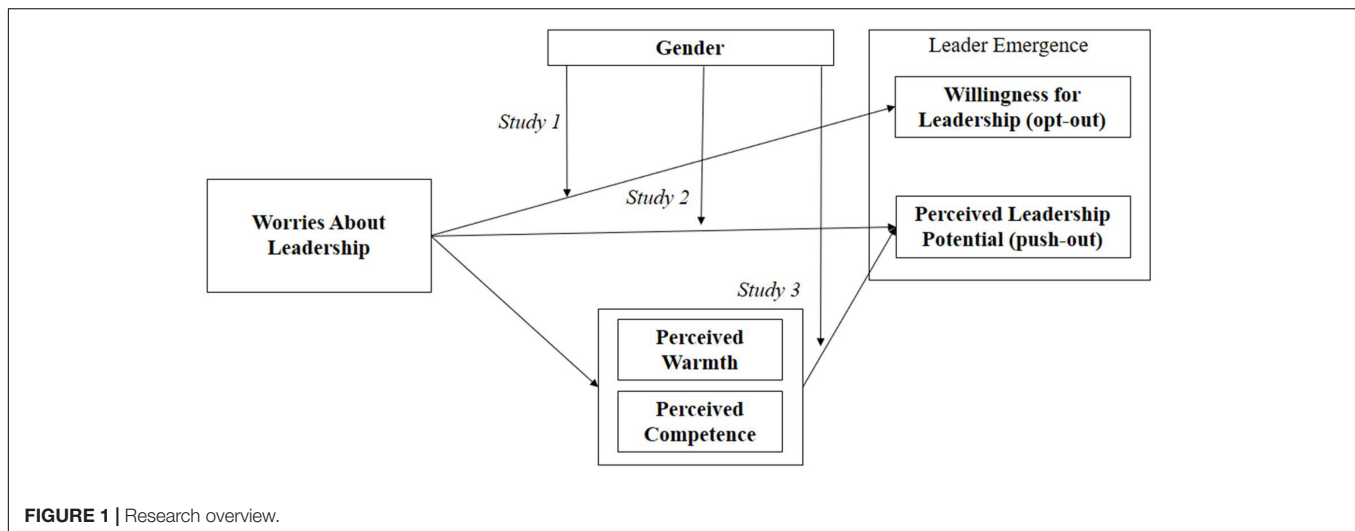 Gender
Leader Emergence
Willingness for
Leadership (opt-out)
Study 1
Worries About
Leadership
Study 2
Perceived Leadership
Potential (push-out)
Study 3
Perceived
Warmth
Perceived
Competence
FIGURE 1 | Research overview.